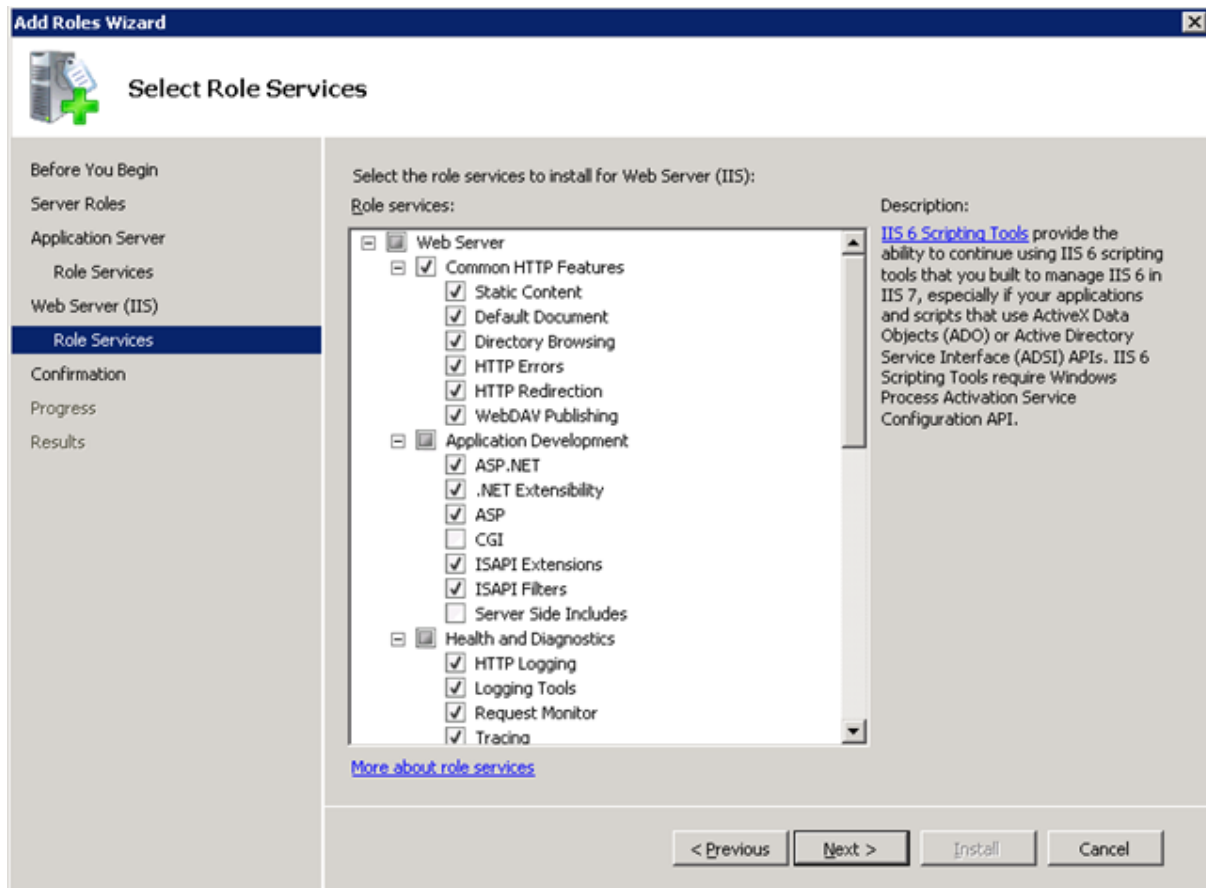 Add Roles Wizard
Select Role Services
Before You Begin
Server Roles
Application Server
Role Services
Web Server (IIS)
Role Services
Confirmation
Progress
Results
Select the role services to install for Web Server (IIS):
Role services:
Web Server
Common HTTP Features
Static Content
Default Document
Directory Browsing
HTTP Errors
HTTP Redirection
WebDAV Publishing
Application Development
ASP.NET
.NET Extensibility
ASP
CGI
ISAPI Extensions
ISAPI Filters
Server Side Includes
Health and Diagnostics
HTTP Logging
Logging Tools
Request Monitor
Tracing
More about role services
Description:
IIS 6 Scripting Tools provide the
ability to continue using IIS 6 scripting
tools that you built to manage IIS 6 in
IIS 7, especially if your applications
and scripts that use ActiveX Data
Objects (ADO) or Active Directory
Service Interface (ADSI) APIs. IIS 6
Scripting Tools require Windows
Process Activation Service
Configuration API.
< Previous
Next >
Install
Cancel